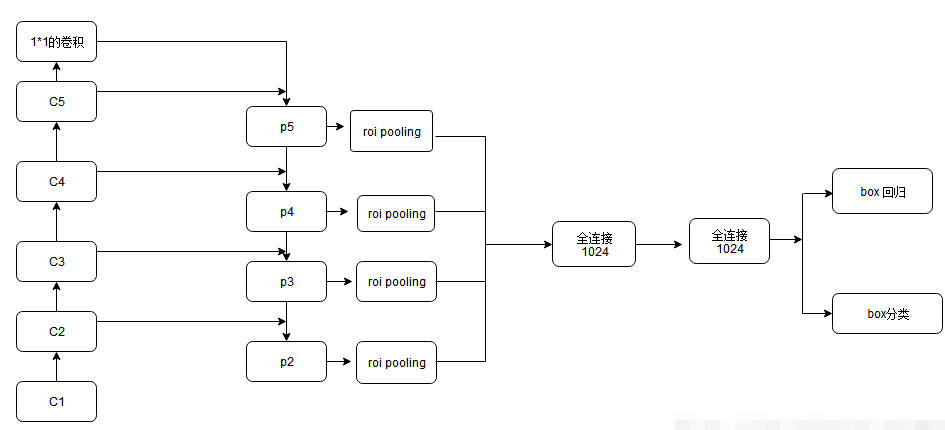 1*1的卷积
C5
C4
C3
C2
C1
p5
p4
p3
p2
roi pooling
roi pooling
roi pooling
roi pooling
全连接
1024
全连接
1024
box 回归
box分类